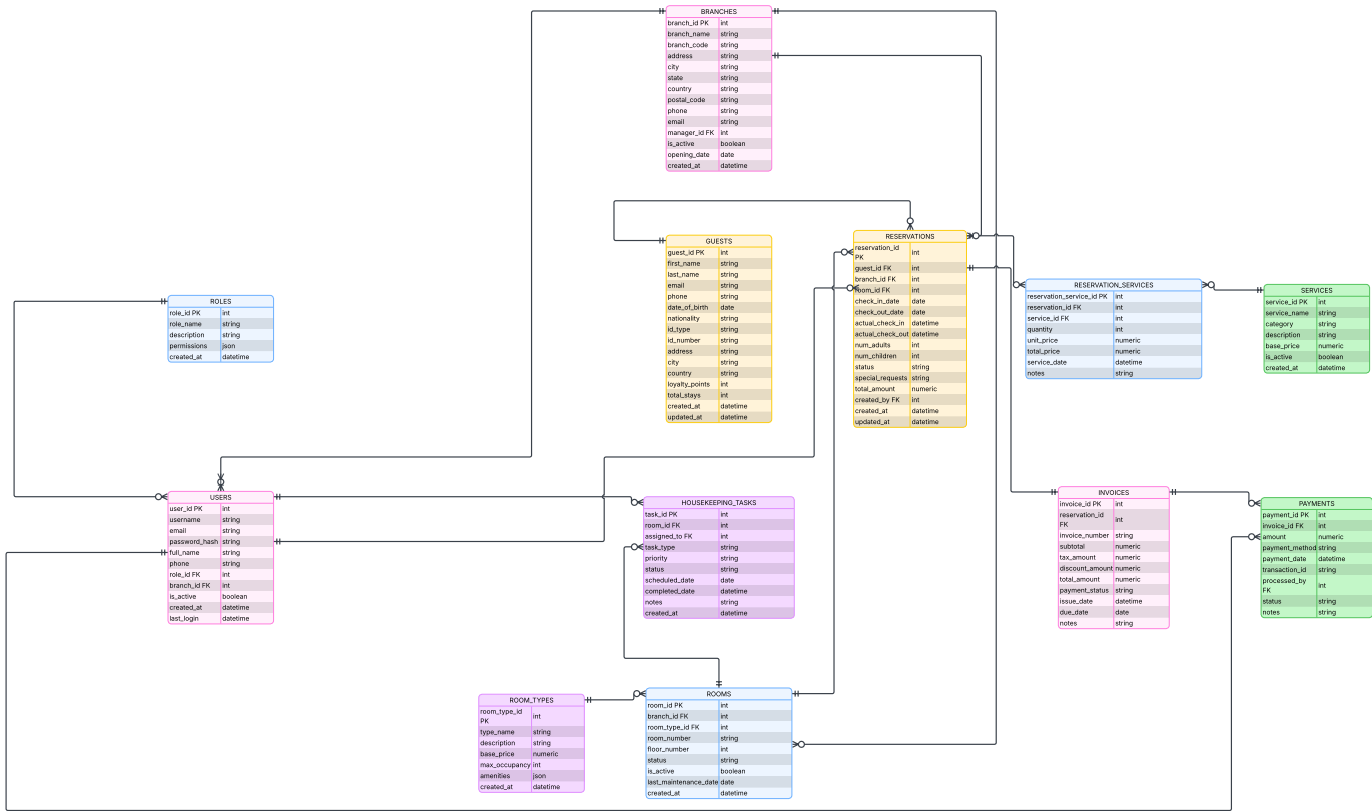 BRANCHES
branch_id PK int
branch_name string
branch_code string
address string
city string
state string
country string
postal_code string
phone string
email string
manager_id FK int
is_active boolean
opening_date date
created_at datetime
GUESTS
guest_id PK int
first_name string
last_name string
email string
phone string
date_of_birth date
nationality string
id_type string
id_number string
address string
city string
country string
loyalty_points int
total_stays int
created_at datetime
updated_at datetime
RESERVATIONS
reservation_id
PK int
guest_id FK int
branch_id FK int
room_id FK int
check_in_date date
check_out_date date
actual_check_in datetime
actual_check_out datetime
num_adults int
num_children int
status string
special_requests string
total_amount numeric
created_by FK int
created_at datetime
updated_at datetime
RESERVATION_SERVICES
reservation_service_id PK int
reservation_id FK int
service_id FK int
quantity int
unit_price numeric
total_price numeric
service_date datetime
notes string
SERVICES
service_id PK int
service_name string
category string
description string
base_price numeric
is_active boolean
created_at datetime
ROLES
role_id PK int
role_name string
description string
permissions json
created_at datetime
USERS
user_id PK int
username string
email string
password_hash string
full_name string
phone string
role_id FK int
branch_id FK int
is_active boolean
created_at datetime
last_login datetime
HOUSEKEEPING_TASKS
task_id PK int
room_id FK int
assigned_to FK int
task_type string
priority string
status string
scheduled_date date
completed_date datetime
notes string
created_at datetime
INVOICES
invoice_id PK int
reservation_id
FK int
invoice_number string
subtotal numeric
tax_amount numeric
discount_amount numeric
total_amount numeric
payment_status string
issue_date datetime
due_date date
notes string
PAYMENTS
payment_id PK int
invoice_id FK int
amount numeric
payment_method string
payment_date datetime
transaction_id string
processed_by
FK int
status string
notes string
ROOM_TYPES
room_type_id
PK int
type_name string
description string
base_price numeric
max_occupancy int
amenities json
created_at datetime
ROOMS
room_id PK int
branch_id FK int
room_type_id FK int
room_number string
floor_number int
status string
is_active boolean
last_maintenance_date date
created_at datetime